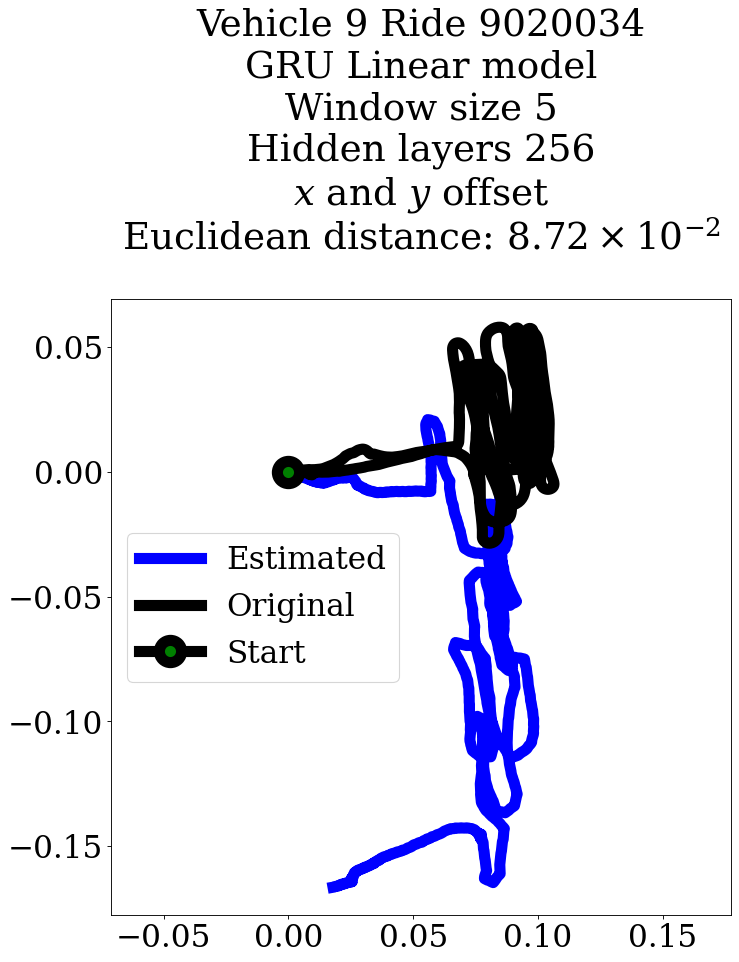 Vehicle 9 Ride 9020034
GRU Linear model
Window size 5
Hidden layers 256
x and y offset
Euclidean distance: 8.72 × 10⁻²
0.05
0.00
−0.05
−0.10
−0.15
Estimated
Original
Start
−0.05 0.00 0.05 0.10 0.15